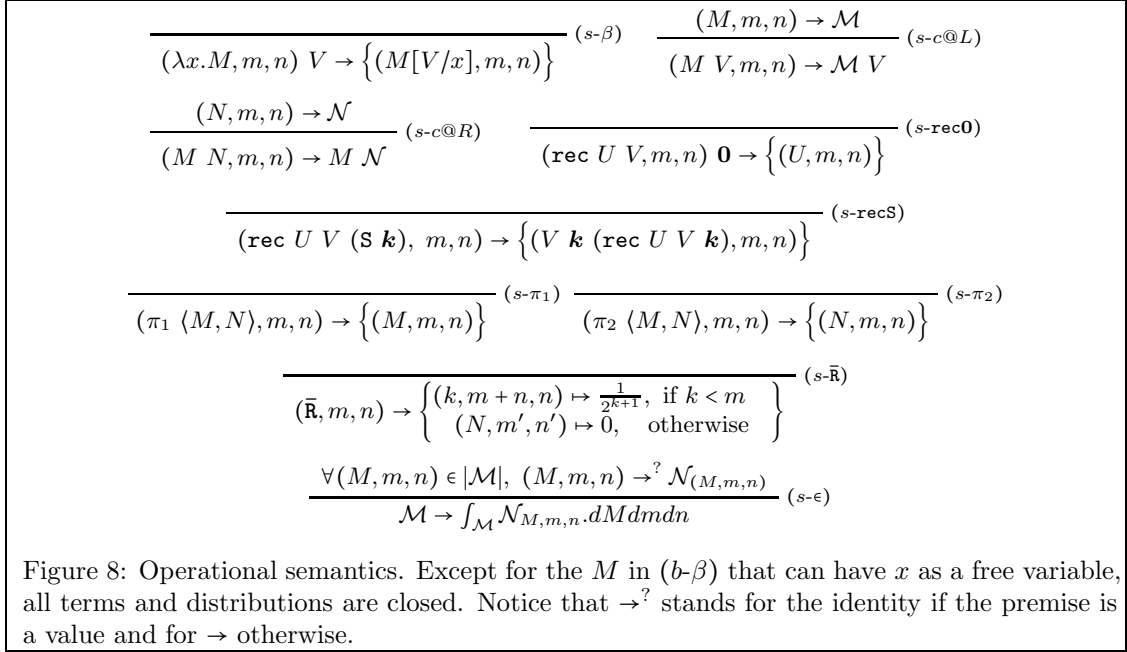 (s-β)
(λx.M, m, n) V → {(M[V/x], m, n)}
(M, m, n) → ℳ
(s-c@L)
(M V, m, n) → ℳ V
(N, m, n) → 𝒩
(s-c@R)
(M N, m, n) → M 𝒩
(s-rec0)
(rec U V, m, n) 0 → {(U, m, n)}
(s-recS)
(rec U V (S k), m, n) → {(V k (rec U V k), m, n)}
(s-π₁)
(π₁ ⟨M, N⟩, m, n) → {(M, m, n)}
(s-π₂)
(π₂ ⟨M, N⟩, m, n) → {(N, m, n)}
(s-R̄)
(R̄, m, n) → { (k, m + n, n) ↦ 1/2^{k+1}, if k < m
(N, m′, n′) ↦ 0, otherwise }
∀(M, m, n) ∈ |ℳ|, (M, m, n) →? 𝒩_(M,m,n)
(s-ϵ)
ℳ → ∫_ℳ 𝒩_M,m,n.dMdmdn
Figure 8: Operational semantics. Except for the M in (b-β) that can have x as a free variable,
all terms and distributions are closed. Notice that →? stands for the identity if the premise is
a value and for → otherwise.